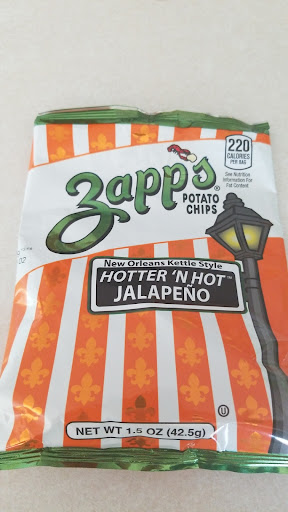 220
CALORIES
PER BAG
See Nutrition
Information For
Fat Content
Zapp's®
POTATO
CHIPS
New Orleans Kettle Style
HOTTER 'N HOT™
JALAPEÑO
U
NET WT 1.5 OZ (42.5g)